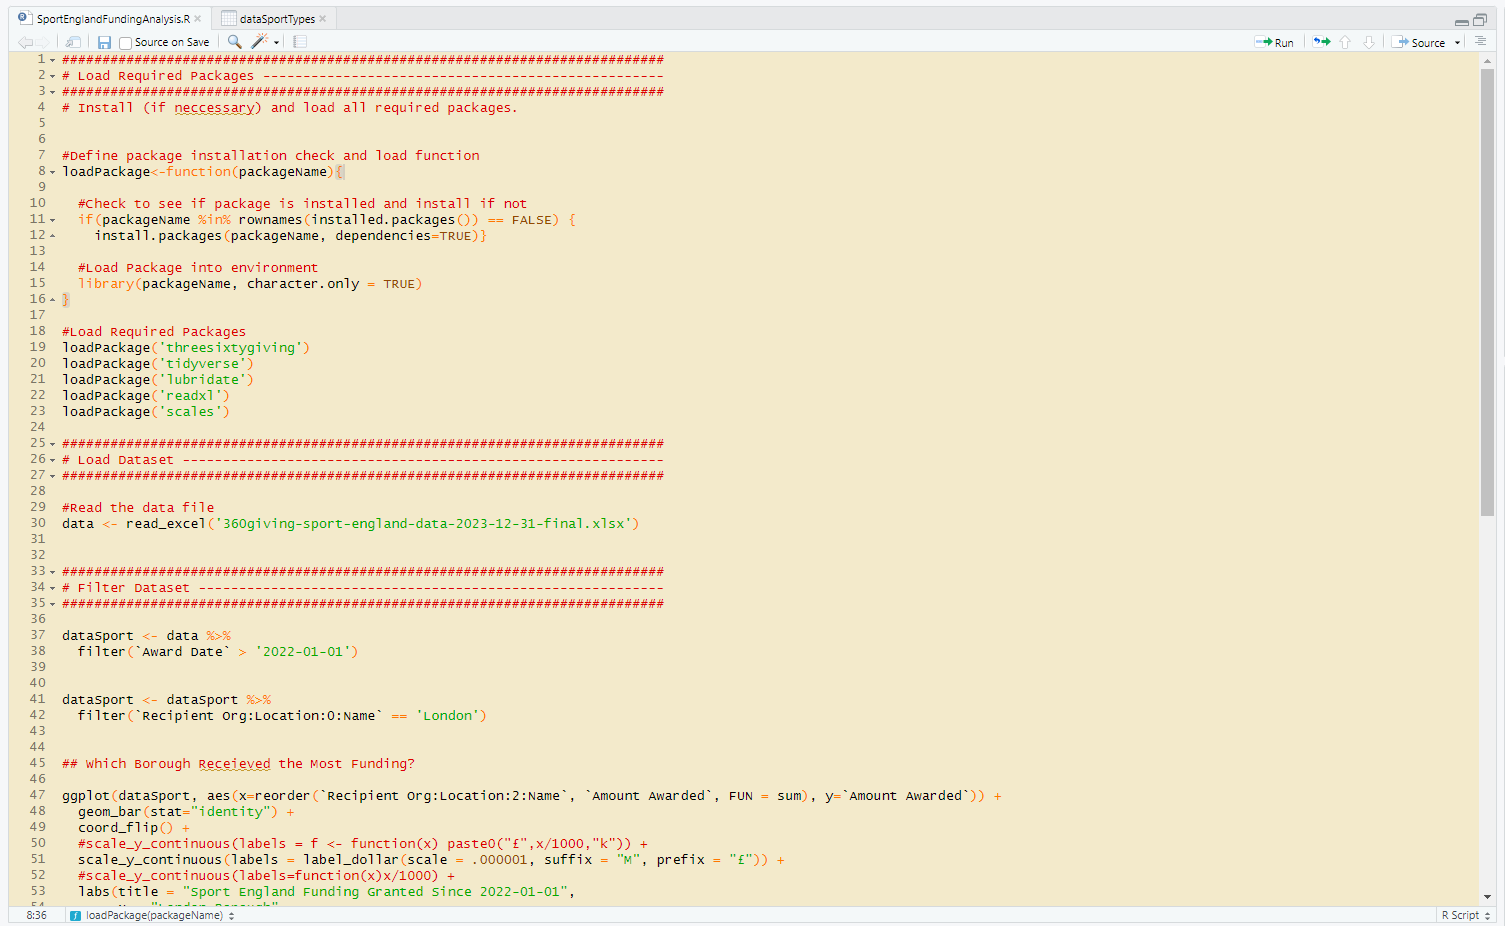 SportEnglandFundingAnalysis.R × dataSportTypes ×
Source on Save Run Source
1 ###########################################################################
2 # Load Required Packages --------------------------------------------------
3 ###########################################################################
4 # Install (if neccessary) and load all required packages.
5
6
7 #Define package installation check and load function
8 loadPackage<-function(packageName){
9
10   #Check to see if package is installed and install if not
11   if(packageName %in% rownames(installed.packages()) == FALSE) {
12     install.packages(packageName, dependencies=TRUE)}
13
14   #Load Package into environment
15   library(packageName, character.only = TRUE)
16 }
17
18 #Load Required Packages
19 loadPackage('threesixtygiving')
20 loadPackage('tidyverse')
21 loadPackage('lubridate')
22 loadPackage('readxl')
23 loadPackage('scales')
24
25 ###########################################################################
26 # Load Dataset ------------------------------------------------------------
27 ###########################################################################
28
29 #Read the data file
30 data <- read_excel('360giving-sport-england-data-2023-12-31-final.xlsx')
31
32
33 ###########################################################################
34 # Filter Dataset ----------------------------------------------------------
35 ###########################################################################
36
37 dataSport <- data %>%
38   filter(`Award Date` > '2022-01-01')
39
40
41 dataSport <- dataSport %>%
42   filter(`Recipient Org:Location:0:Name` == 'London')
43
44
45 ## Which Borough Receieved the Most Funding?
46
47 ggplot(dataSport, aes(x=reorder(`Recipient Org:Location:2:Name`, `Amount Awarded`, FUN = sum), y=`Amount Awarded`)) +
48   geom_bar(stat="identity") +
49   coord_flip() +
50   #scale_y_continuous(labels = f <- function(x) paste0("£",x/1000,"k")) +
51   scale_y_continuous(labels = label_dollar(scale = .000001, suffix = "M", prefix = "£")) +
52   #scale_y_continuous(labels=function(x)x/1000) +
53   labs(title = "Sport England Funding Granted Since 2022-01-01",
8:36 loadPackage(packageName) R Script